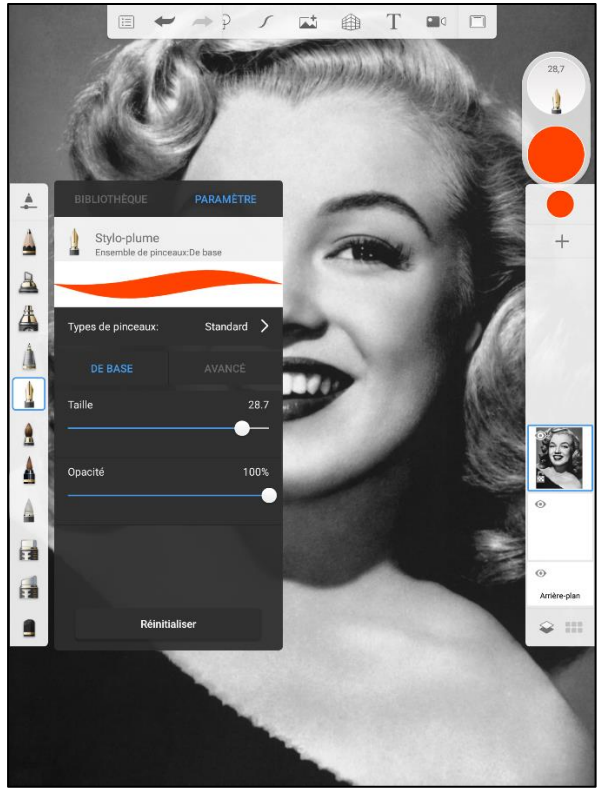 T
28,7
BIBLIOTHÈQUE PARAMÈTRE
Stylo-plume
Ensemble de pinceaux:De base
Types de pinceaux: Standard
DE BASE AVANCÉ
Taille 28.7
Opacité 100%
Réinitialiser
Arrière-plan